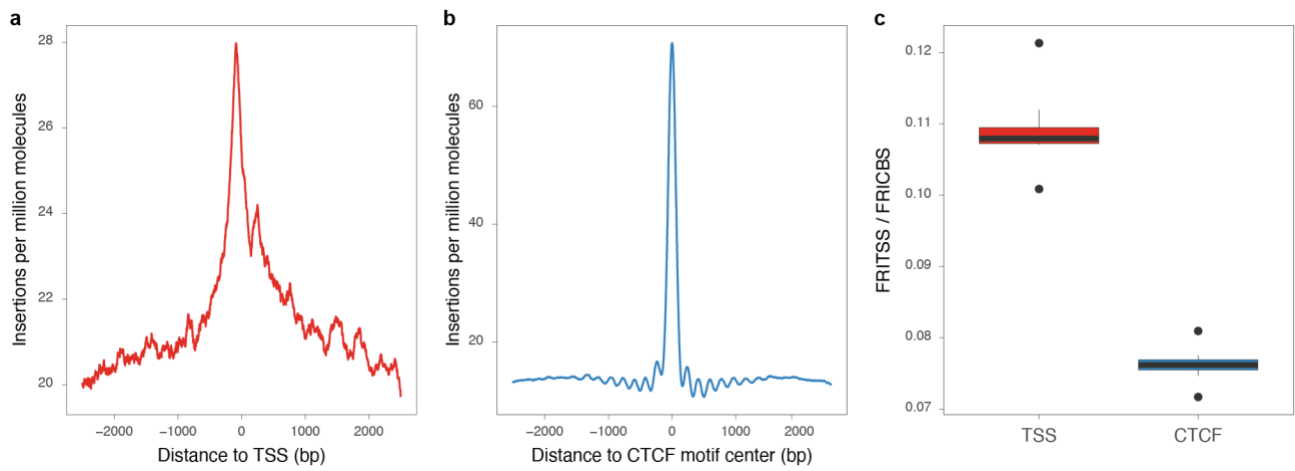 a
28
26
24
22
20
Insertions per million molecules
−2000
−1000
0
1000
2000
Distance to TSS (bp)
b
60
40
20
Insertions per million molecules
−2000
−1000
0
1000
2000
Distance to CTCF motif center (bp)
c
0.12
0.11
0.10
0.09
0.08
0.07
FRITSS / FRICBS
TSS
CTCF